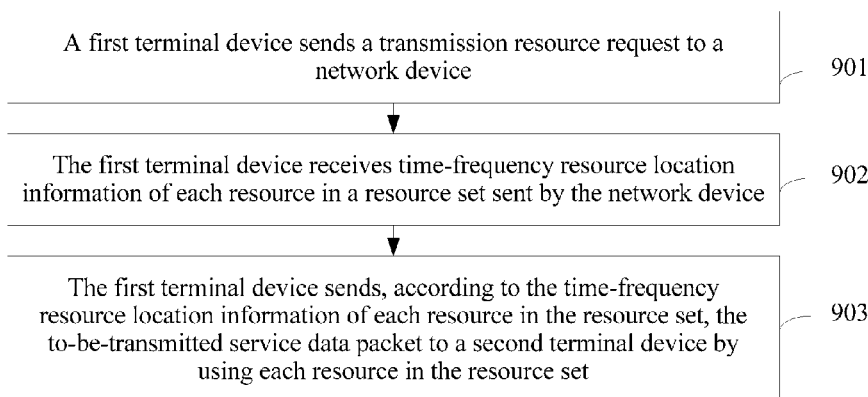 A first terminal device sends a transmission resource request to a
network device
901
The first terminal device receives time-frequency resource location
information of each resource in a resource set sent by the network device
902
The first terminal device sends, according to the time-frequency
resource location information of each resource in the resource set, the
to-be-transmitted service data packet to a second terminal device by
using each resource in the resource set
903